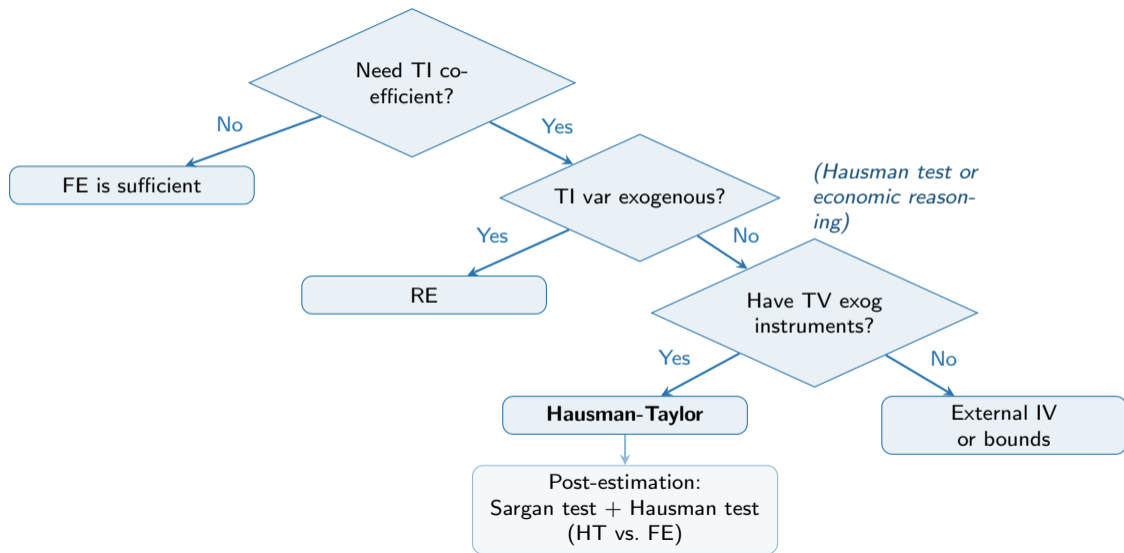 Need TI co-
efficient?
No
Yes
FE is sufficient
TI var exogenous?
(Hausman test or
economic reason-
ing)
Yes
No
RE
Have TV exog
instruments?
Yes
No
Hausman-Taylor
External IV
or bounds
Post-estimation:
Sargan test + Hausman test
(HT vs. FE)